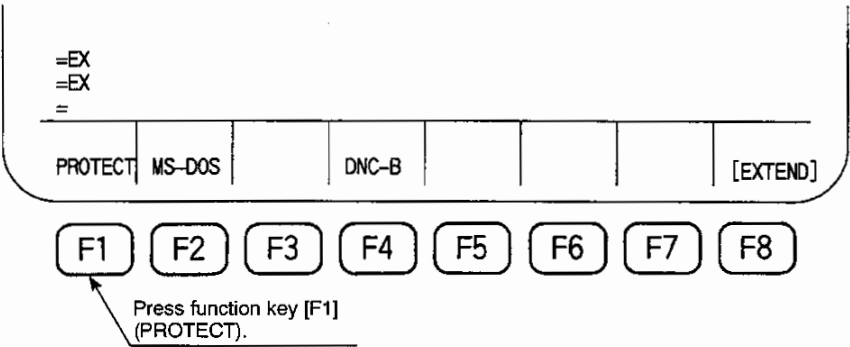 =EX
=EX
=
PROTECT MS-DOS DNC-B [EXTEND]
F1 F2 F3 F4 F5 F6 F7 F8
Press function key [F1]
(PROTECT).